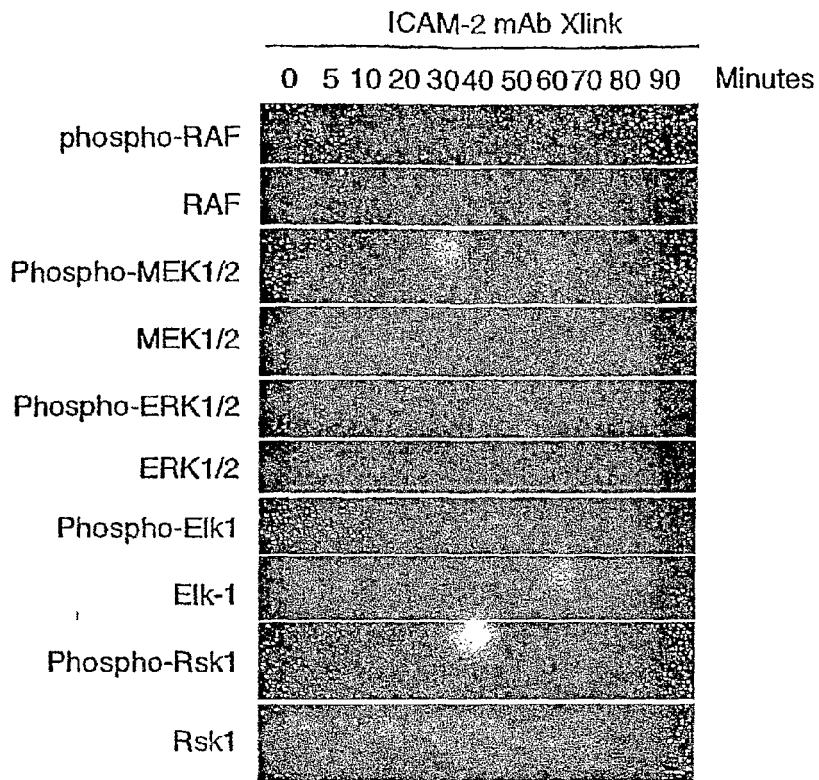 ICAM-2 mAb Xlink
0 5 10 20 30 40 50 60 70 80 90 Minutes
phospho-RAF
RAF
Phospho-MEK1/2
MEK1/2
Phospho-ERK1/2
ERK1/2
Phospho-Elk1
Elk-1
Phospho-Rsk1
Rsk1